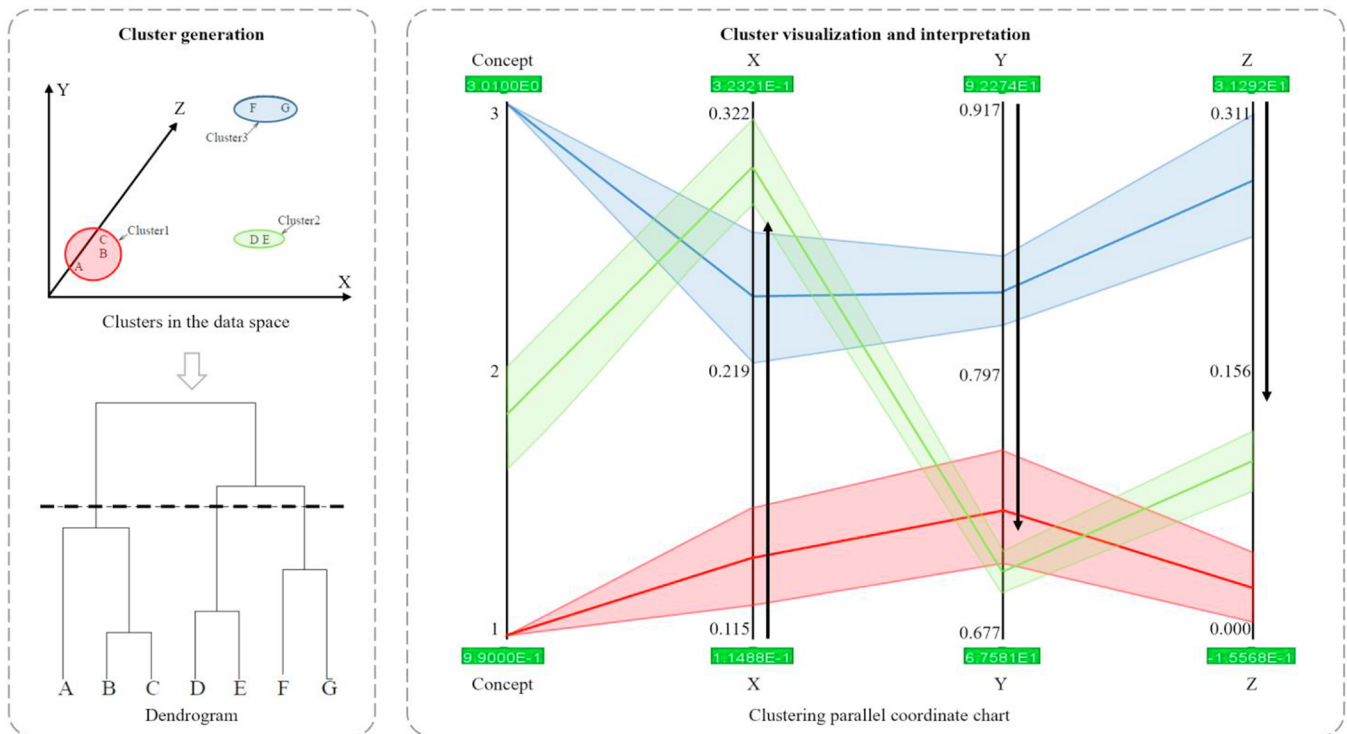 Cluster generation
Y
Z
F G
Cluster3
Cluster2
Cluster1
C
D E
B
A
X
Clusters in the data space
A B C D E F G
Dendrogram
Cluster visualization and interpretation
Concept X Y Z
3.0100E0 3.2321E-1 9.2274E1 3.1292E1
3 0.322 0.917 0.311
2 0.219 0.797 0.156
1 0.115 0.677 0.000
9.9000E-1 1.1488E-1 6.7581E1 -1.5568E-1
Concept X Y Z
Clustering parallel coordinate chart